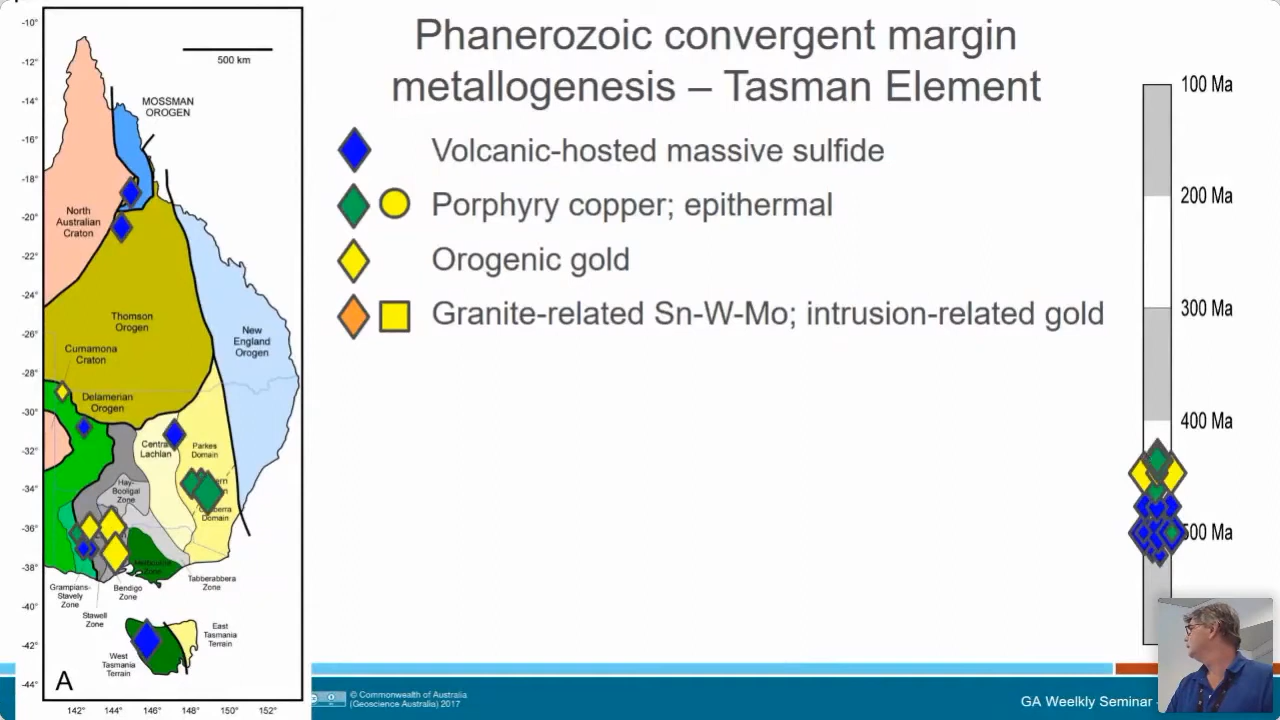 Phanerozoic convergent margin
metallogenesis – Tasman Element
Volcanic-hosted massive sulfide
Porphyry copper; epithermal
Orogenic gold
Granite-related Sn-W-Mo; intrusion-related gold
-10°
-12°
-14°
-16°
-18°
-20°
-22°
-24°
-26°
-28°
-30°
-32°
-34°
-36°
-38°
-40°
-42°
-44°
500 km
MOSSMAN
OROGEN
North
Australian
Craton
Thomson
Orogen
New
England
Orogen
Curnamona
Craton
Delamerian
Orogen
Central
Lachlan
Parkes
Domain
Hay-
Booligal
Zone
Domain
Melbourne
Zone
Tabberabbera
Zone
Grampians-
Stavely
Zone
Bendigo
Zone
Stawell
Zone
East
Tasmania
Terrain
West
Tasmania
Terrain
A
142°
144°
146°
148°
150°
152°
100 Ma
200 Ma
300 Ma
400 Ma
500 Ma
© Commonwealth of Australia
(Geoscience Australia) 2017
GA Weelkly Seminar